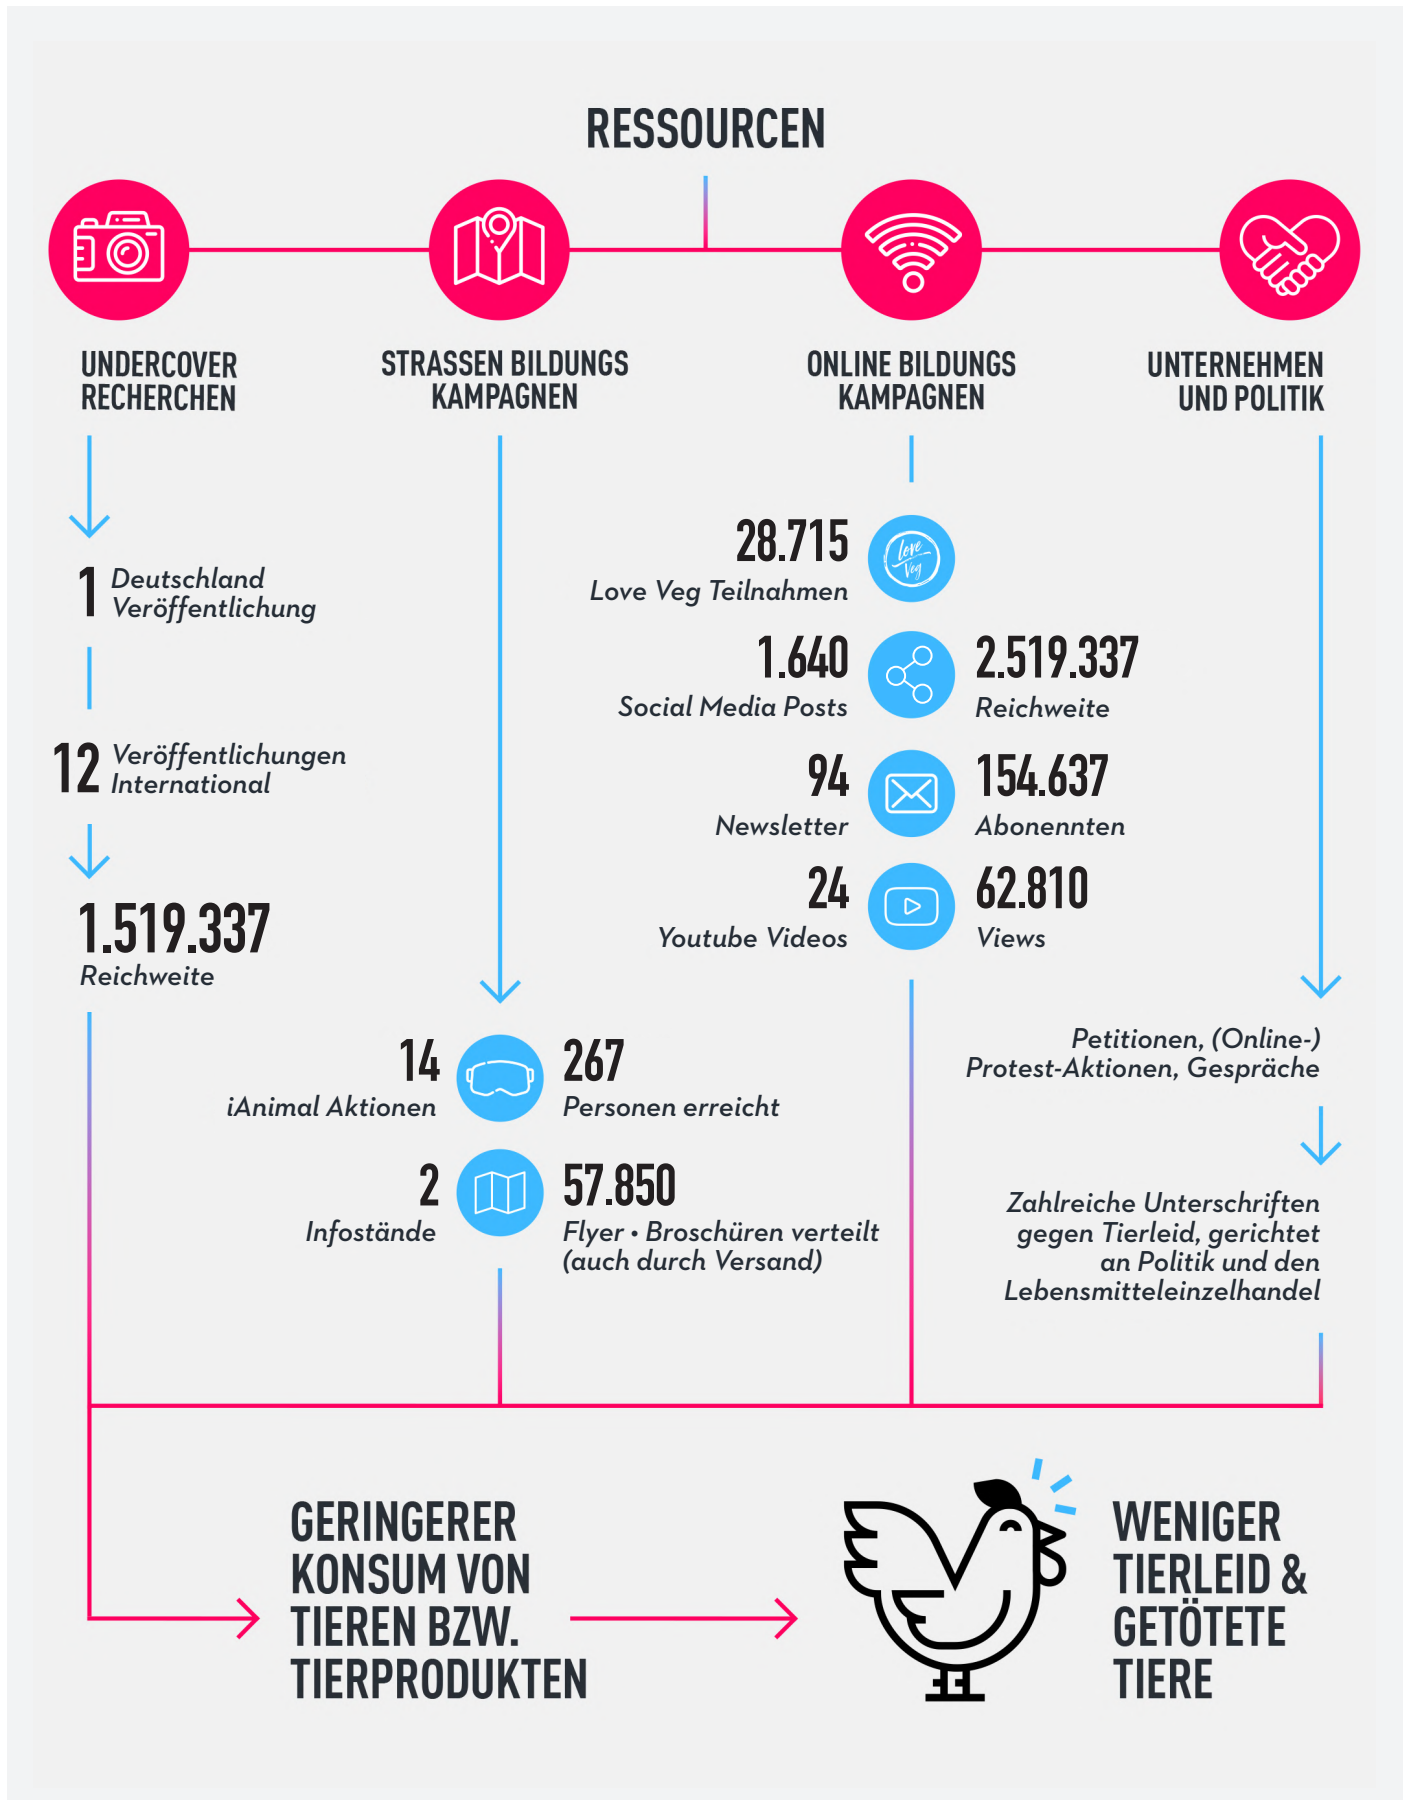 RESSOURCEN
UNDERCOVER
RECHERCHEN
1 Deutschland
Veröffentlichung
12 Veröffentlichungen
International
1.519.337
Reichweite
STRASSEN BILDUNGS
KAMPAGNEN
14
iAnimal Aktionen
267
Personen erreicht
2
Infostände
57.850
Flyer • Broschüren verteilt
(auch durch Versand)
ONLINE BILDUNGS
KAMPAGNEN
28.715
Love Veg Teilnahmen
Love
Veg
1.640
Social Media Posts
2.519.337
Reichweite
94
Newsletter
154.637
Abonennten
24
Youtube Videos
62.810
Views
UNTERNEHMEN
UND POLITIK
Petitionen, (Online-)
Protest-Aktionen, Gespräche
Zahlreiche Unterschriften
gegen Tierleid, gerichtet
an Politik und den
Lebensmitteleinzelhandel
GERINGERER
KONSUM VON
TIEREN BZW.
TIERPRODUKTEN
WENIGER
TIERLEID &
GETÖTETE
TIERE